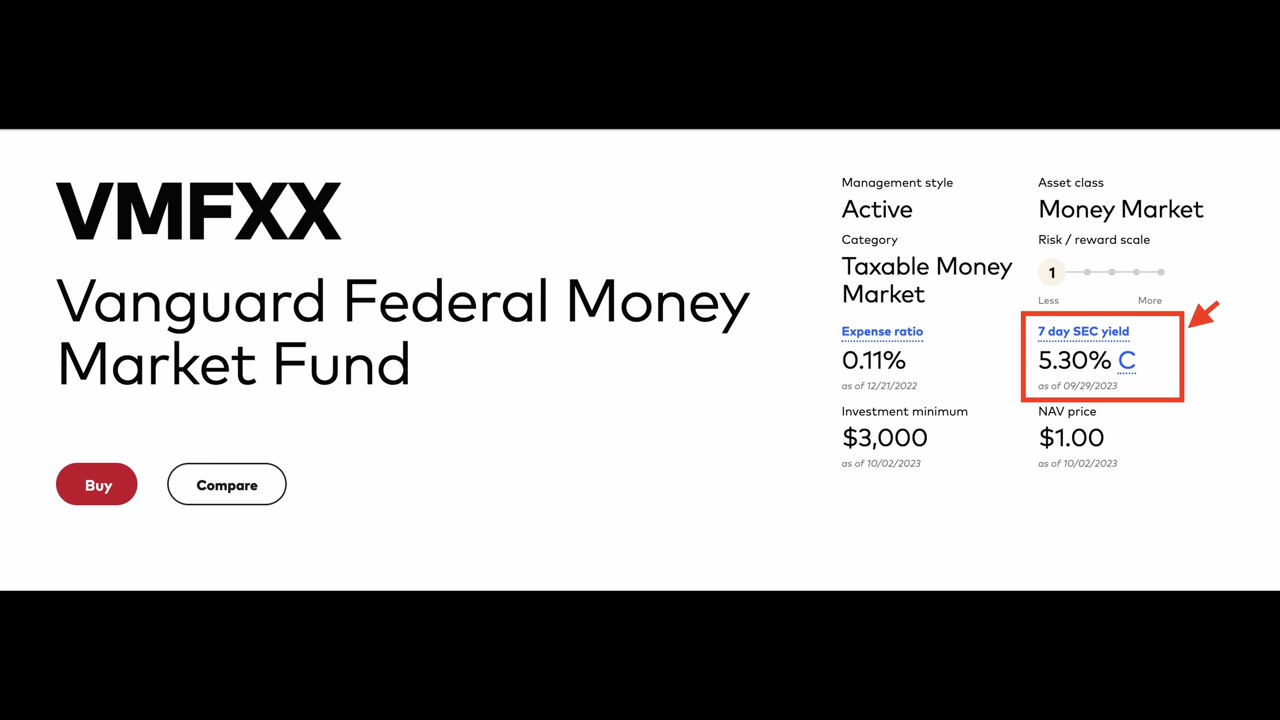 VMFXX
Vanguard Federal Money
Market Fund
Buy
Compare
Management style
Active
Category
Taxable Money
Market
Expense ratio
0.11%
as of 12/21/2022
Investment minimum
$3,000
as of 10/02/2023
Asset class
Money Market
Risk / reward scale
1
Less
More
7 day SEC yield
5.30% C
as of 09/29/2023
NAV price
$1.00
as of 10/02/2023